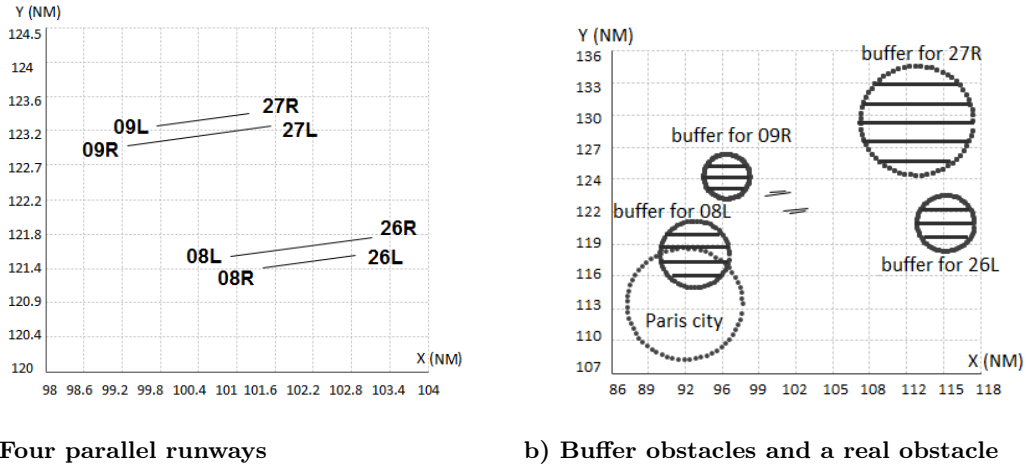 Y (NM)
124.5
124
123.6
123.2
122.7
122.2
121.8
121.4
120.9
120.4
120
27R
09L
27L
09R
26R
08L
26L
08R
X (NM)
98 98.6 99.2 99.8 100.4 101 101.6 102.2 102.8 103.4 104
Four parallel runways
Y (NM)
136
133
130
127
124
122
119
116
113
110
107
buffer for 27R
buffer for 09R
buffer for 08L
buffer for 26L
Paris city
X (NM)
86 89 92 96 99 102 105 108 112 115 118
b) Buffer obstacles and a real obstacle